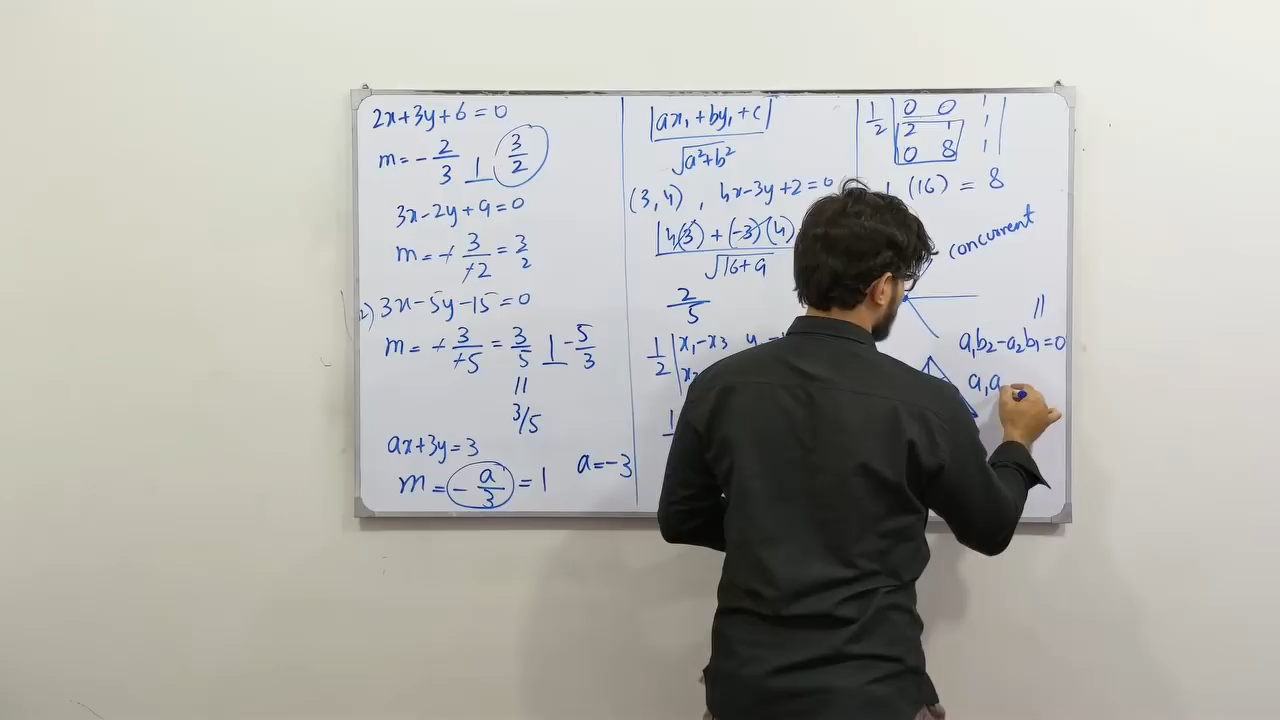 2x+3y+6=0
m=-2/3 ⊥ 3/2
3x-2y+9=0
m=+3/+2=3/2
2) 3x-5y-15=0
m=+3/+5=3/5 ⊥ -5/3
||
3/5
ax+3y=3
m=-a/3=1 a=-3
|ax₁+by₁+c|
√a²+b²
(3,4), 4x-3y+2=0
|4(3)+(-3)(4)
√16+9
2/5
1/2 | x₁-x₃ y
1/2 | 0 0 1 |
2 1 1
0 8 1
(16) = 8
concurrent
||
a₁b₂-a₂b₁=0
a₁a